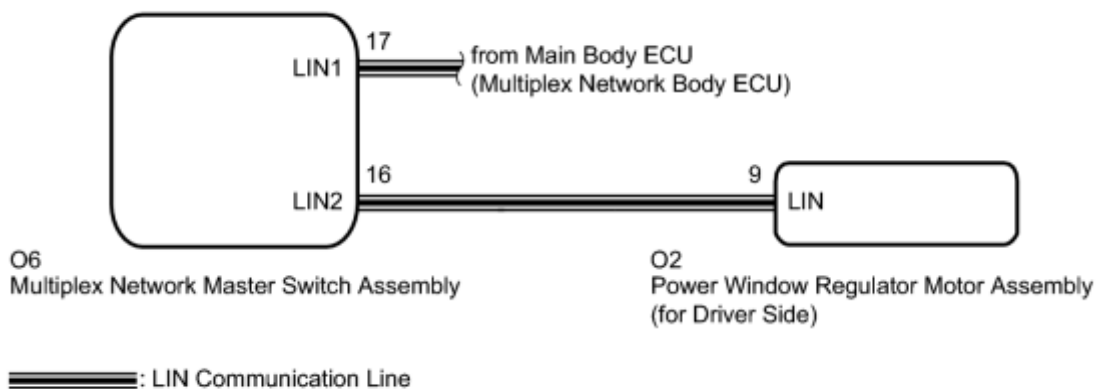 17
LIN1
from Main Body ECU
(Multiplex Network Body ECU)
16
9
LIN2
LIN
O6
Multiplex Network Master Switch Assembly
O2
Power Window Regulator Motor Assembly
(for Driver Side)
: LIN Communication Line